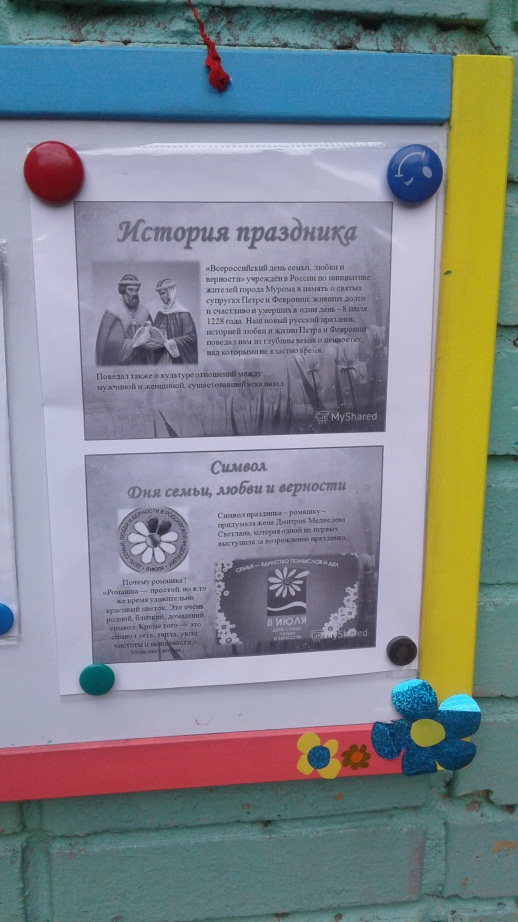 История праздника
«Всероссийский день семьи, любви и
верности» учреждён в России по инициативе
жителей города Мурома в память о святых
супругах Петре и Февронии, живших долго
и счастливо и умерших в один день - 8 июля
1228 года. Наш новый русский праздник
историей любви и жизни Петра и Февронии
поведал нам из глубины веков о ценностях,
над которыми не властно время.
Поведал также о культуре отношений между
мужчиной и женщиной, существовавшей века назад.
MyShared
Символ
Дня семьи, любви и верности
Символ праздника – ромашку –
придумала жена Дмитрия Медведева
Светлана, которая одной из первых
выступила за возрождение праздника.
Почему ромашка?
«Ромашка — простой, но в то
же время удивительно
красивый цветок. Это очень
родной, близкий, домашний
символ. Кроме того — это
символ лета, тепла, уюта,
чистоты и невинности.»
СЕМЬЯ — ЕДИНСТВО ПОМЫСЛОВ И ДЕЛ
8 ИЮЛЯ
ДЕНЬ СЕМЬИ
ЛЮБВИ
И ВЕРНОСТИ
MyShared